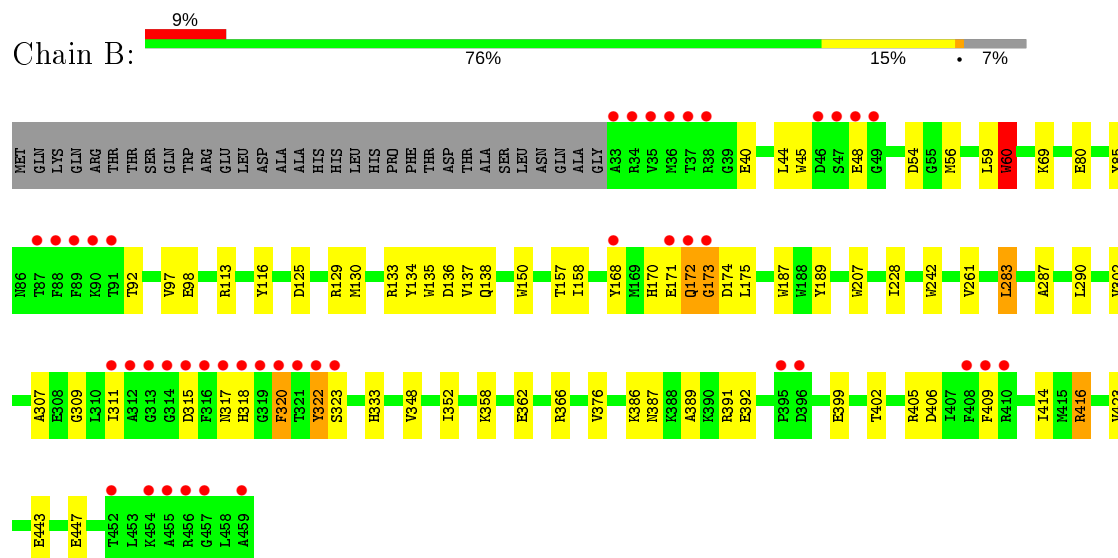 9%
Chain B:
76% 15% • 7%
MET GLN LYS GLN ARG THR THR SER GLN TRP ARG GLU LEU ASP ALA ALA HIS HIS LEU HIS PRO PHE THR ASP THR ALA SER LEU ASN GLN ALA GLY A33 R34 V35 M36 T37 R38 G39 E40 L44 W45 D46 S47 E48 G49 D54 G55 M56 L59 W60 K69 E80 Y85
N86 T87 F88 F89 K90 T91 T92 V97 E98 R113 Y116 D125 R129 M130 R133 Y134 W135 D136 V137 Q138 W150 T157 I158 Y168 M169 H170 E171 Q172 G173 D174 L175 W187 W188 Y189 W207 I228 W242 V261 L283 A287 L290 V302
A307 E308 G309 L310 I311 A312 G313 G314 D315 F316 N317 H318 G319 F320 T321 Y322 S323 H333 V348 I352 K358 E362 R366 V376 K386 N387 K388 A389 K390 R391 E392 P395 D396 E399 T402 R405 D406 I407 F408 F409 R410 I414 M415 R416
E443 E447 T452 L453 K454 A455 R456 G457 L458 A459